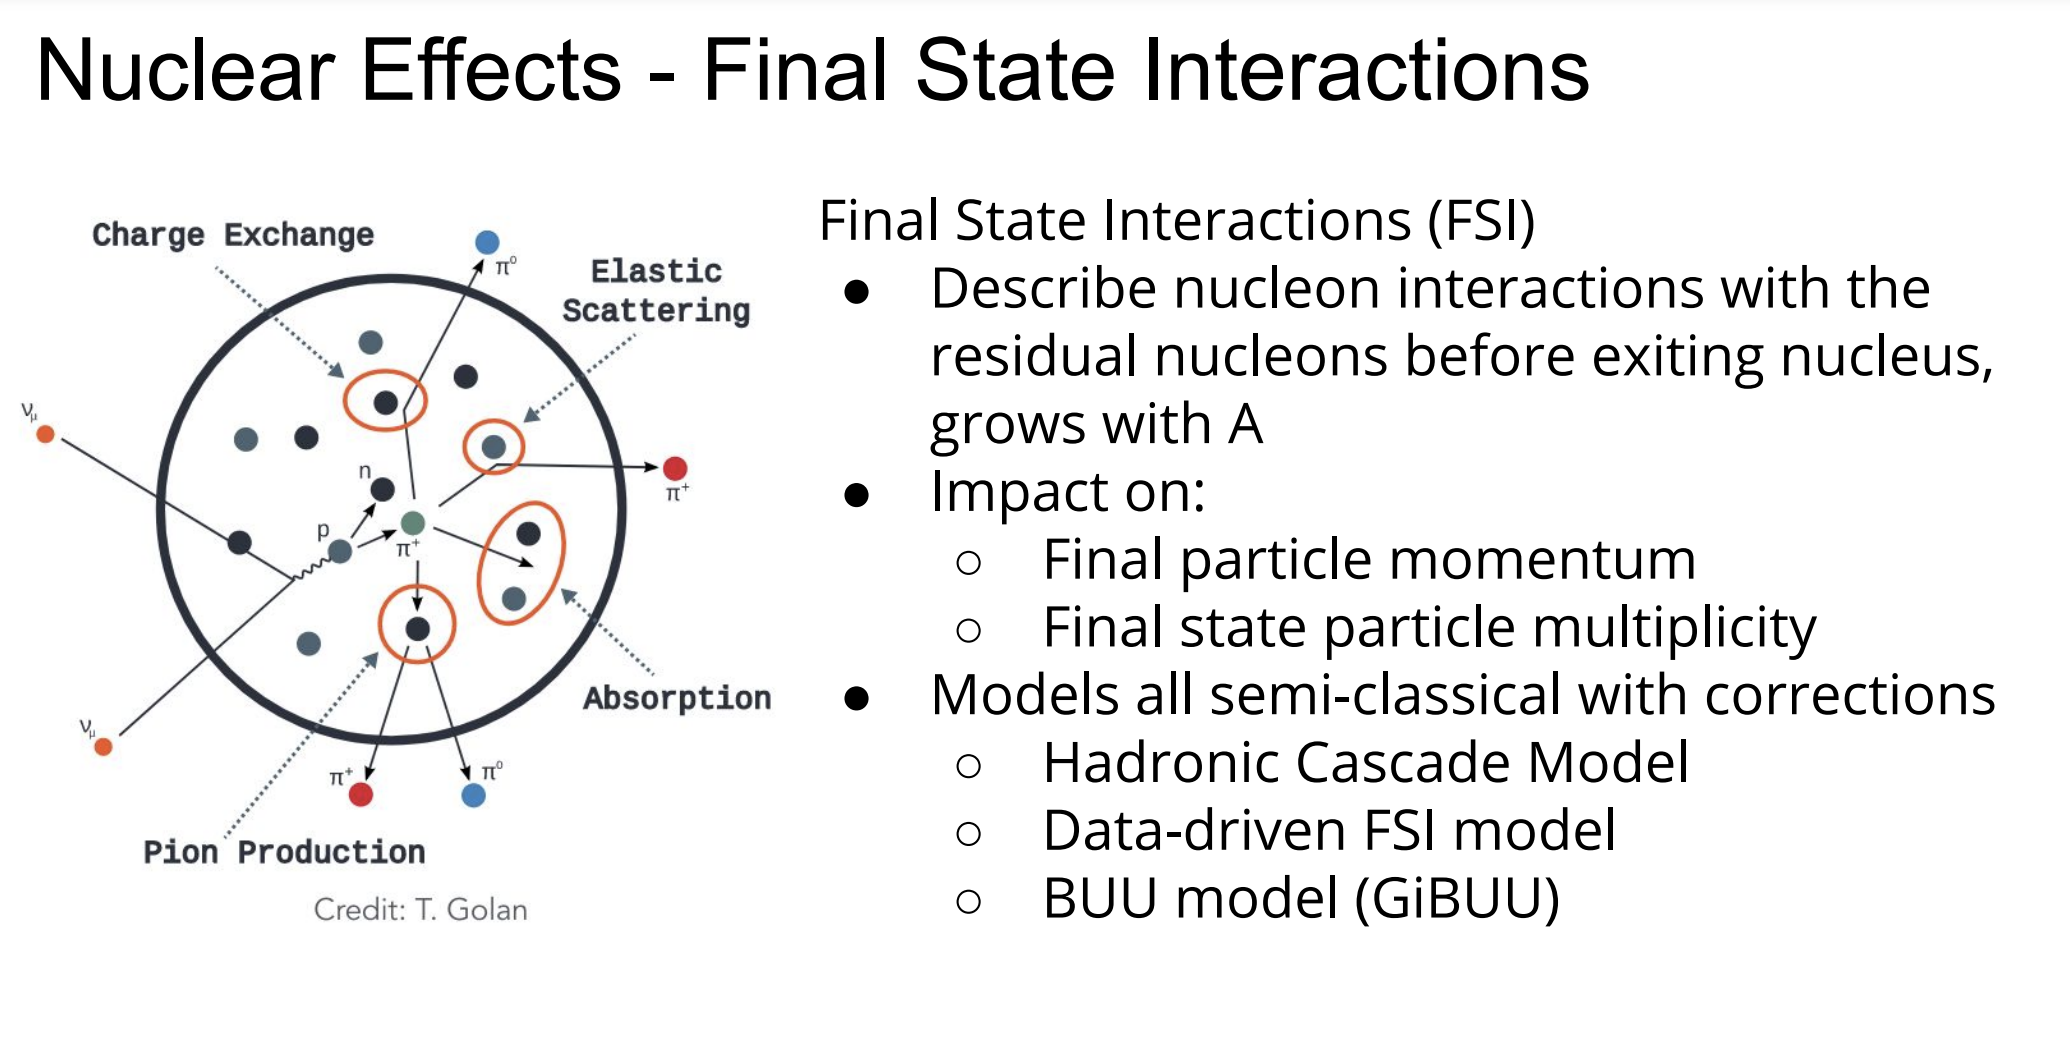 Nuclear Effects - Final State Interactions
Charge Exchange
π⁰
Elastic
Scattering
νμ
π⁺
n
p
π⁺
Absorption
νμ
π⁺
π⁰
Pion Production
Credit: T. Golan
Final State Interactions (FSI)
● Describe nucleon interactions with the
residual nucleons before exiting nucleus,
grows with A
● Impact on:
○ Final particle momentum
○ Final state particle multiplicity
● Models all semi-classical with corrections
○ Hadronic Cascade Model
○ Data-driven FSI model
○ BUU model (GiBUU)